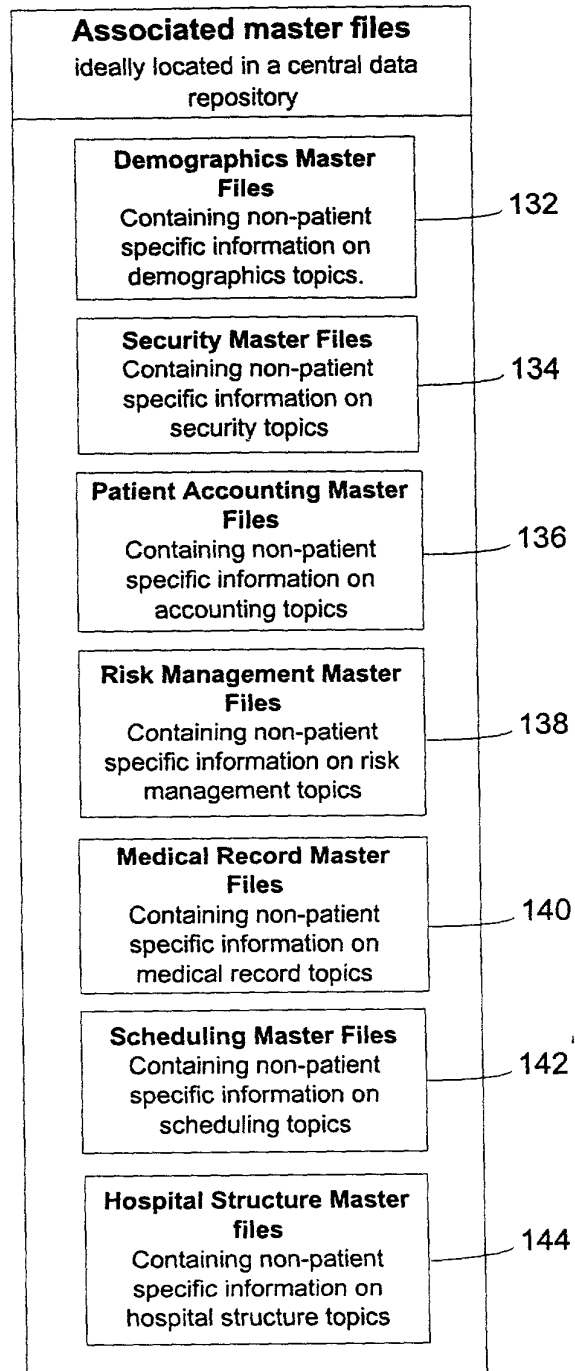 Associated master files
ideally located in a central data
repository
Demographics Master
Files
Containing non-patient
specific information on
demographics topics.
132
Security Master Files
Containing non-patient
specific information on
security topics
134
Patient Accounting Master
Files
Containing non-patient
specific information on
accounting topics
136
Risk Management Master
Files
Containing non-patient
specific information on risk
management topics
138
Medical Record Master
Files
Containing non-patient
specific information on
medical record topics
140
Scheduling Master Files
Containing non-patient
specific information on
scheduling topics
142
Hospital Structure Master
files
Containing non-patient
specific information on
hospital structure topics
144